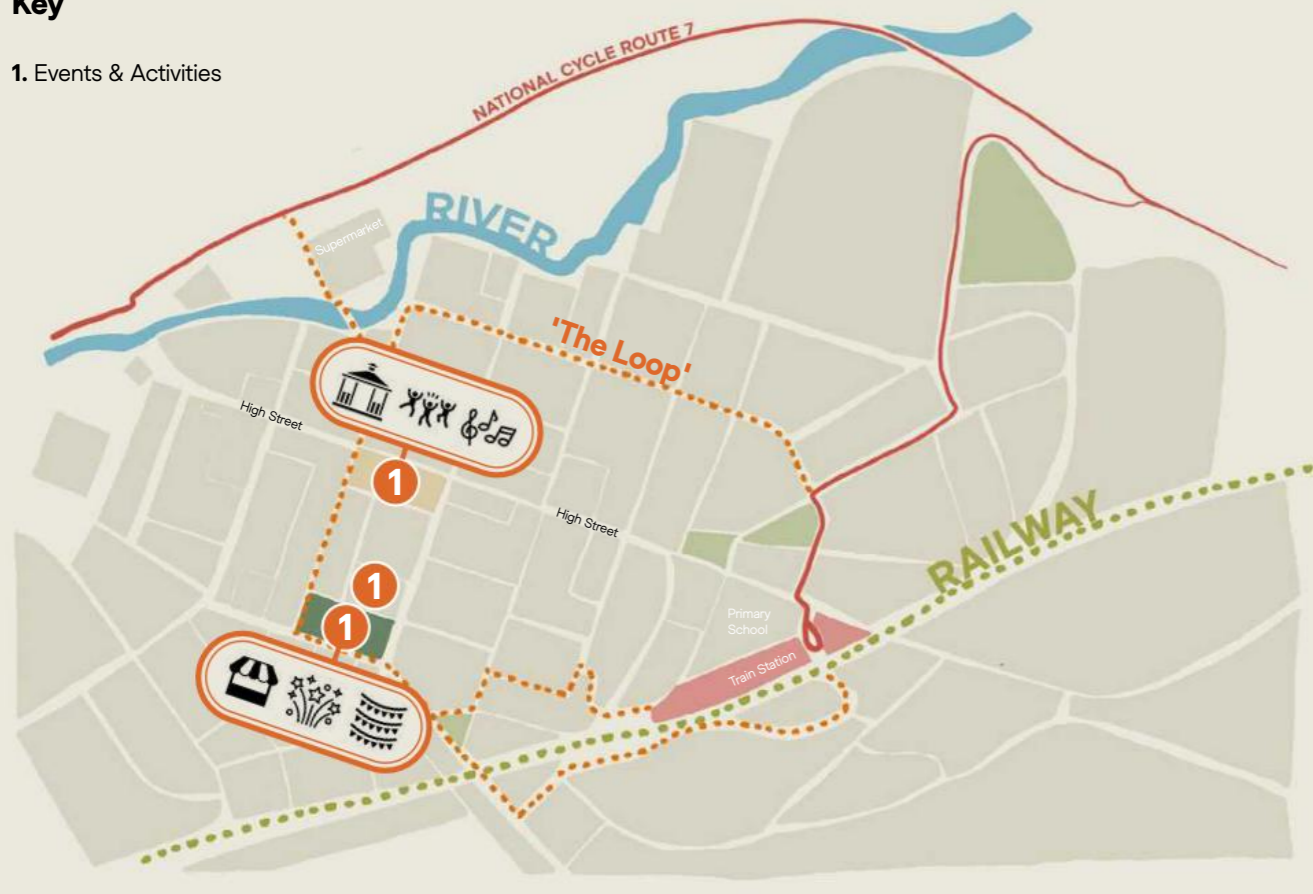 Key
1. Events & Activities
NATIONAL CYCLE ROUTE 7
Supermarket
RIVER
'The Loop'
High Street
1
High Street
1
1
RAILWAY
Primary
School
Train Station